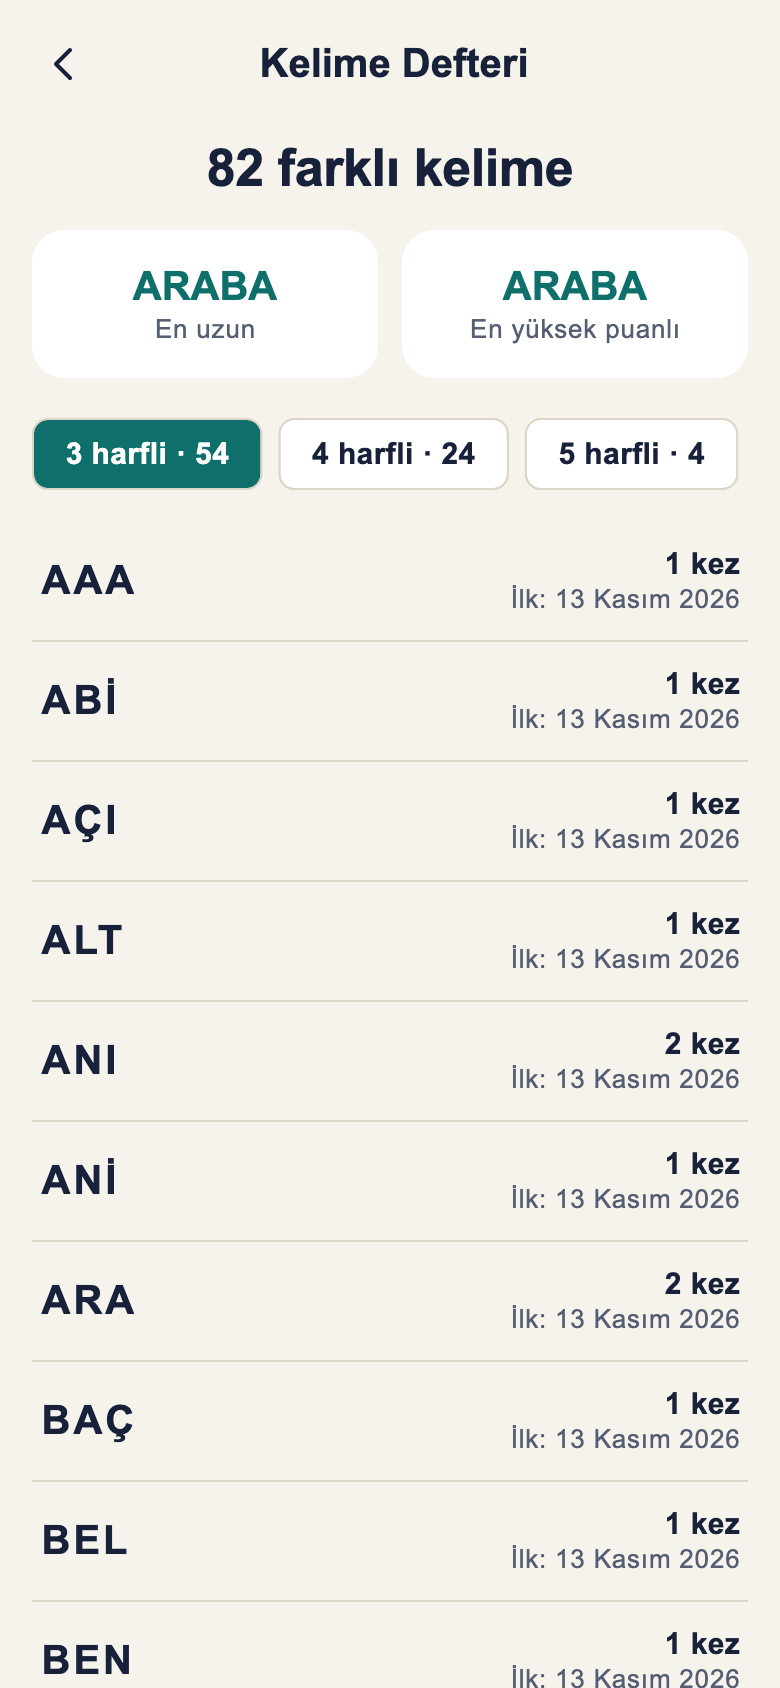 Kelime Defteri
82 farklı kelime
ARABA
En uzun
ARABA
En yüksek puanlı
3 harfli · 54
4 harfli · 24
5 harfli · 4
AAA
1 kez
İlk: 13 Kasım 2026
ABİ
1 kez
İlk: 13 Kasım 2026
AÇI
1 kez
İlk: 13 Kasım 2026
ALT
1 kez
İlk: 13 Kasım 2026
ANI
2 kez
İlk: 13 Kasım 2026
ANİ
1 kez
İlk: 13 Kasım 2026
ARA
2 kez
İlk: 13 Kasım 2026
BAÇ
1 kez
İlk: 13 Kasım 2026
BEL
1 kez
İlk: 13 Kasım 2026
BEN
1 kez
İlk: 13 Kasım 2026